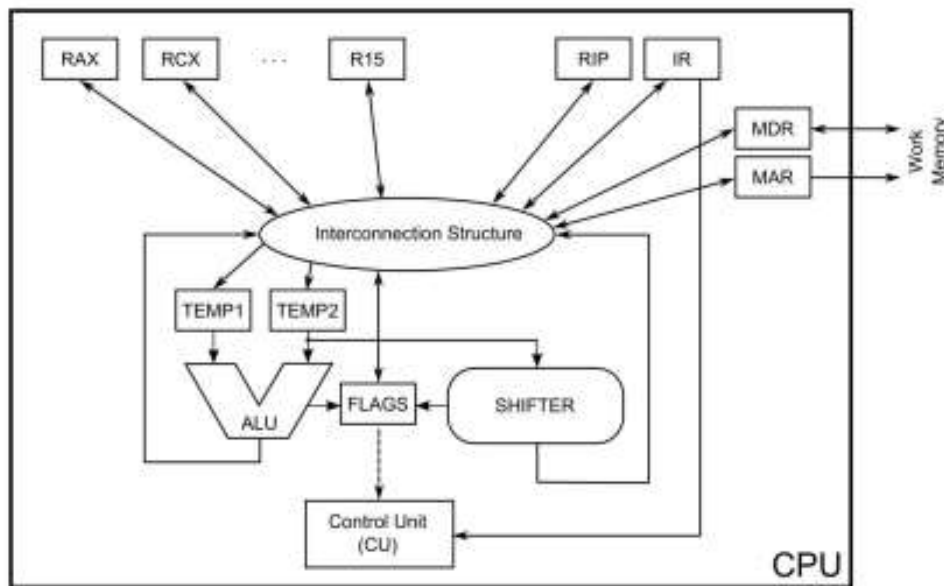 RAX
RCX
...
R15
RIP
IR
MDR
MAR
Work
Memory
Interconnection Structure
TEMP1
TEMP2
ALU
FLAGS
SHIFTER
Control Unit
(CU)
CPU